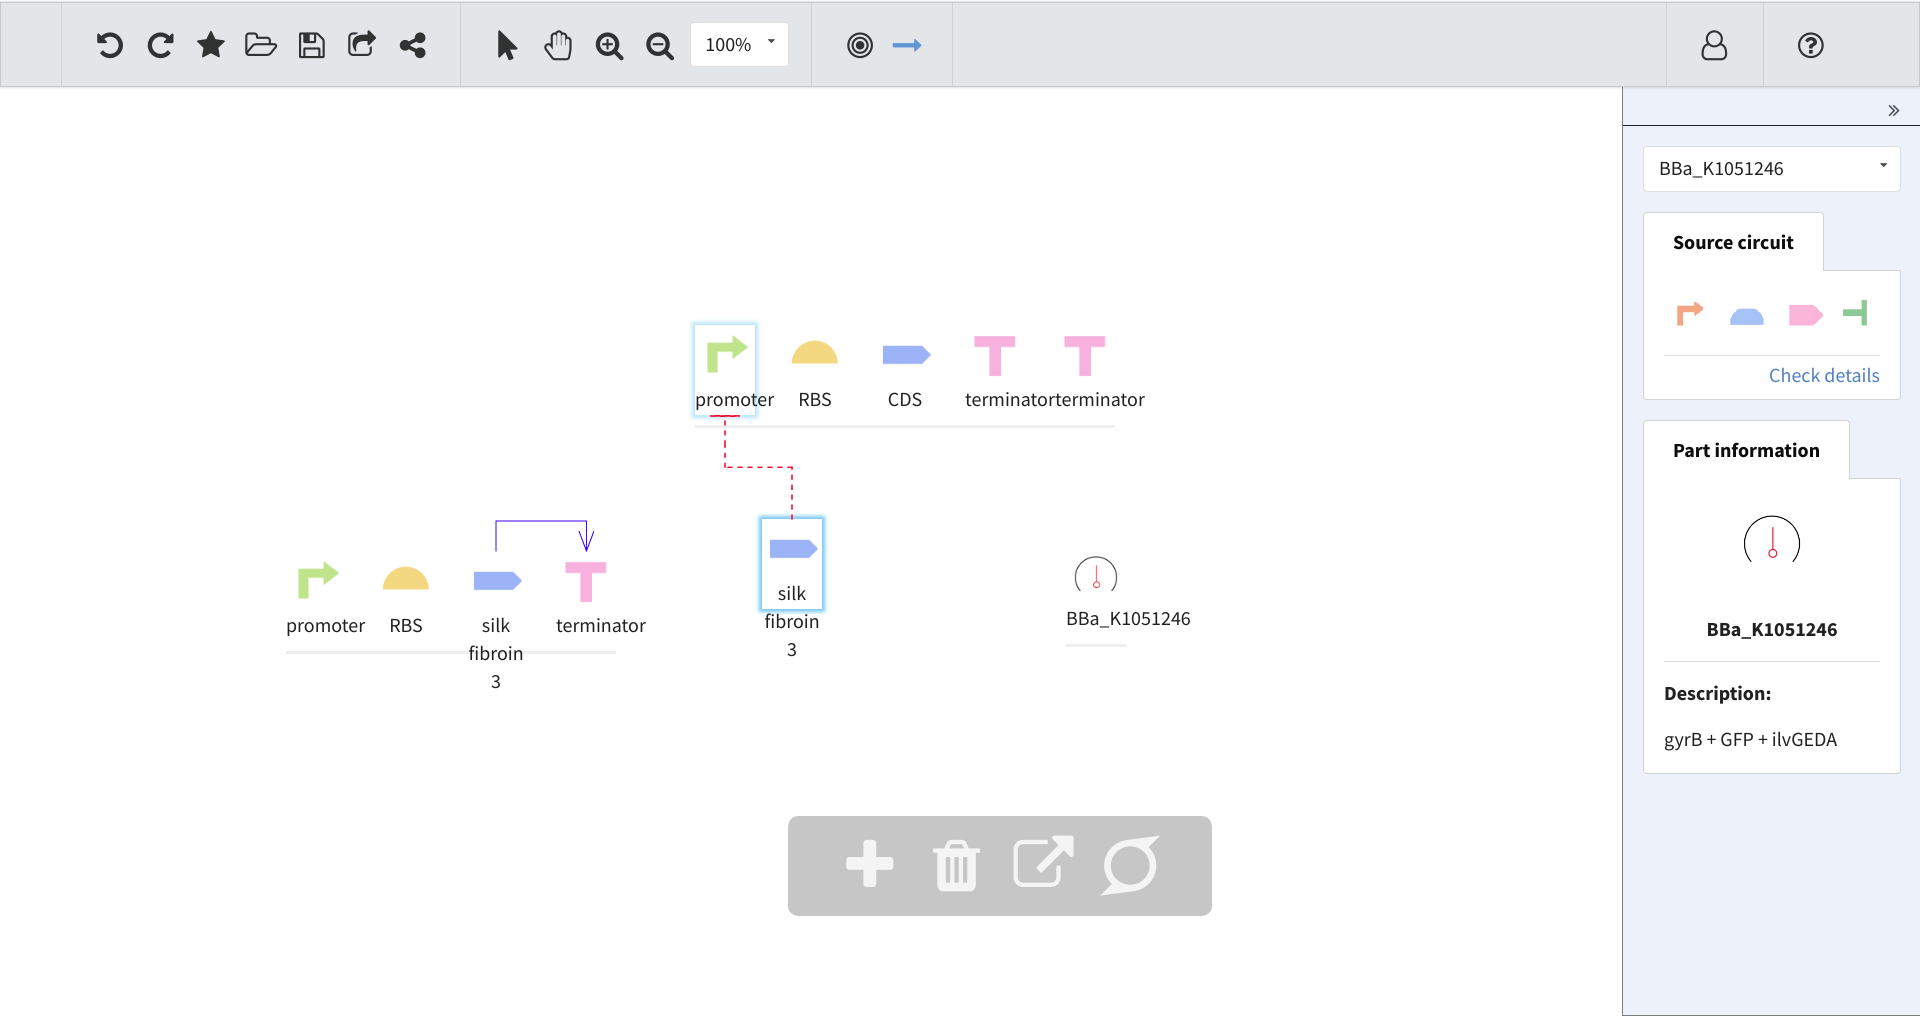 100%
BBa_K1051246
Source circuit
Check details
promoter RBS CDS terminatorterminator
Part information
promoter RBS silk fibroin 3 terminator
silk
fibroin
3
BBa_K1051246
BBa_K1051246
Description:
gyrB + GFP + ilvGEDA